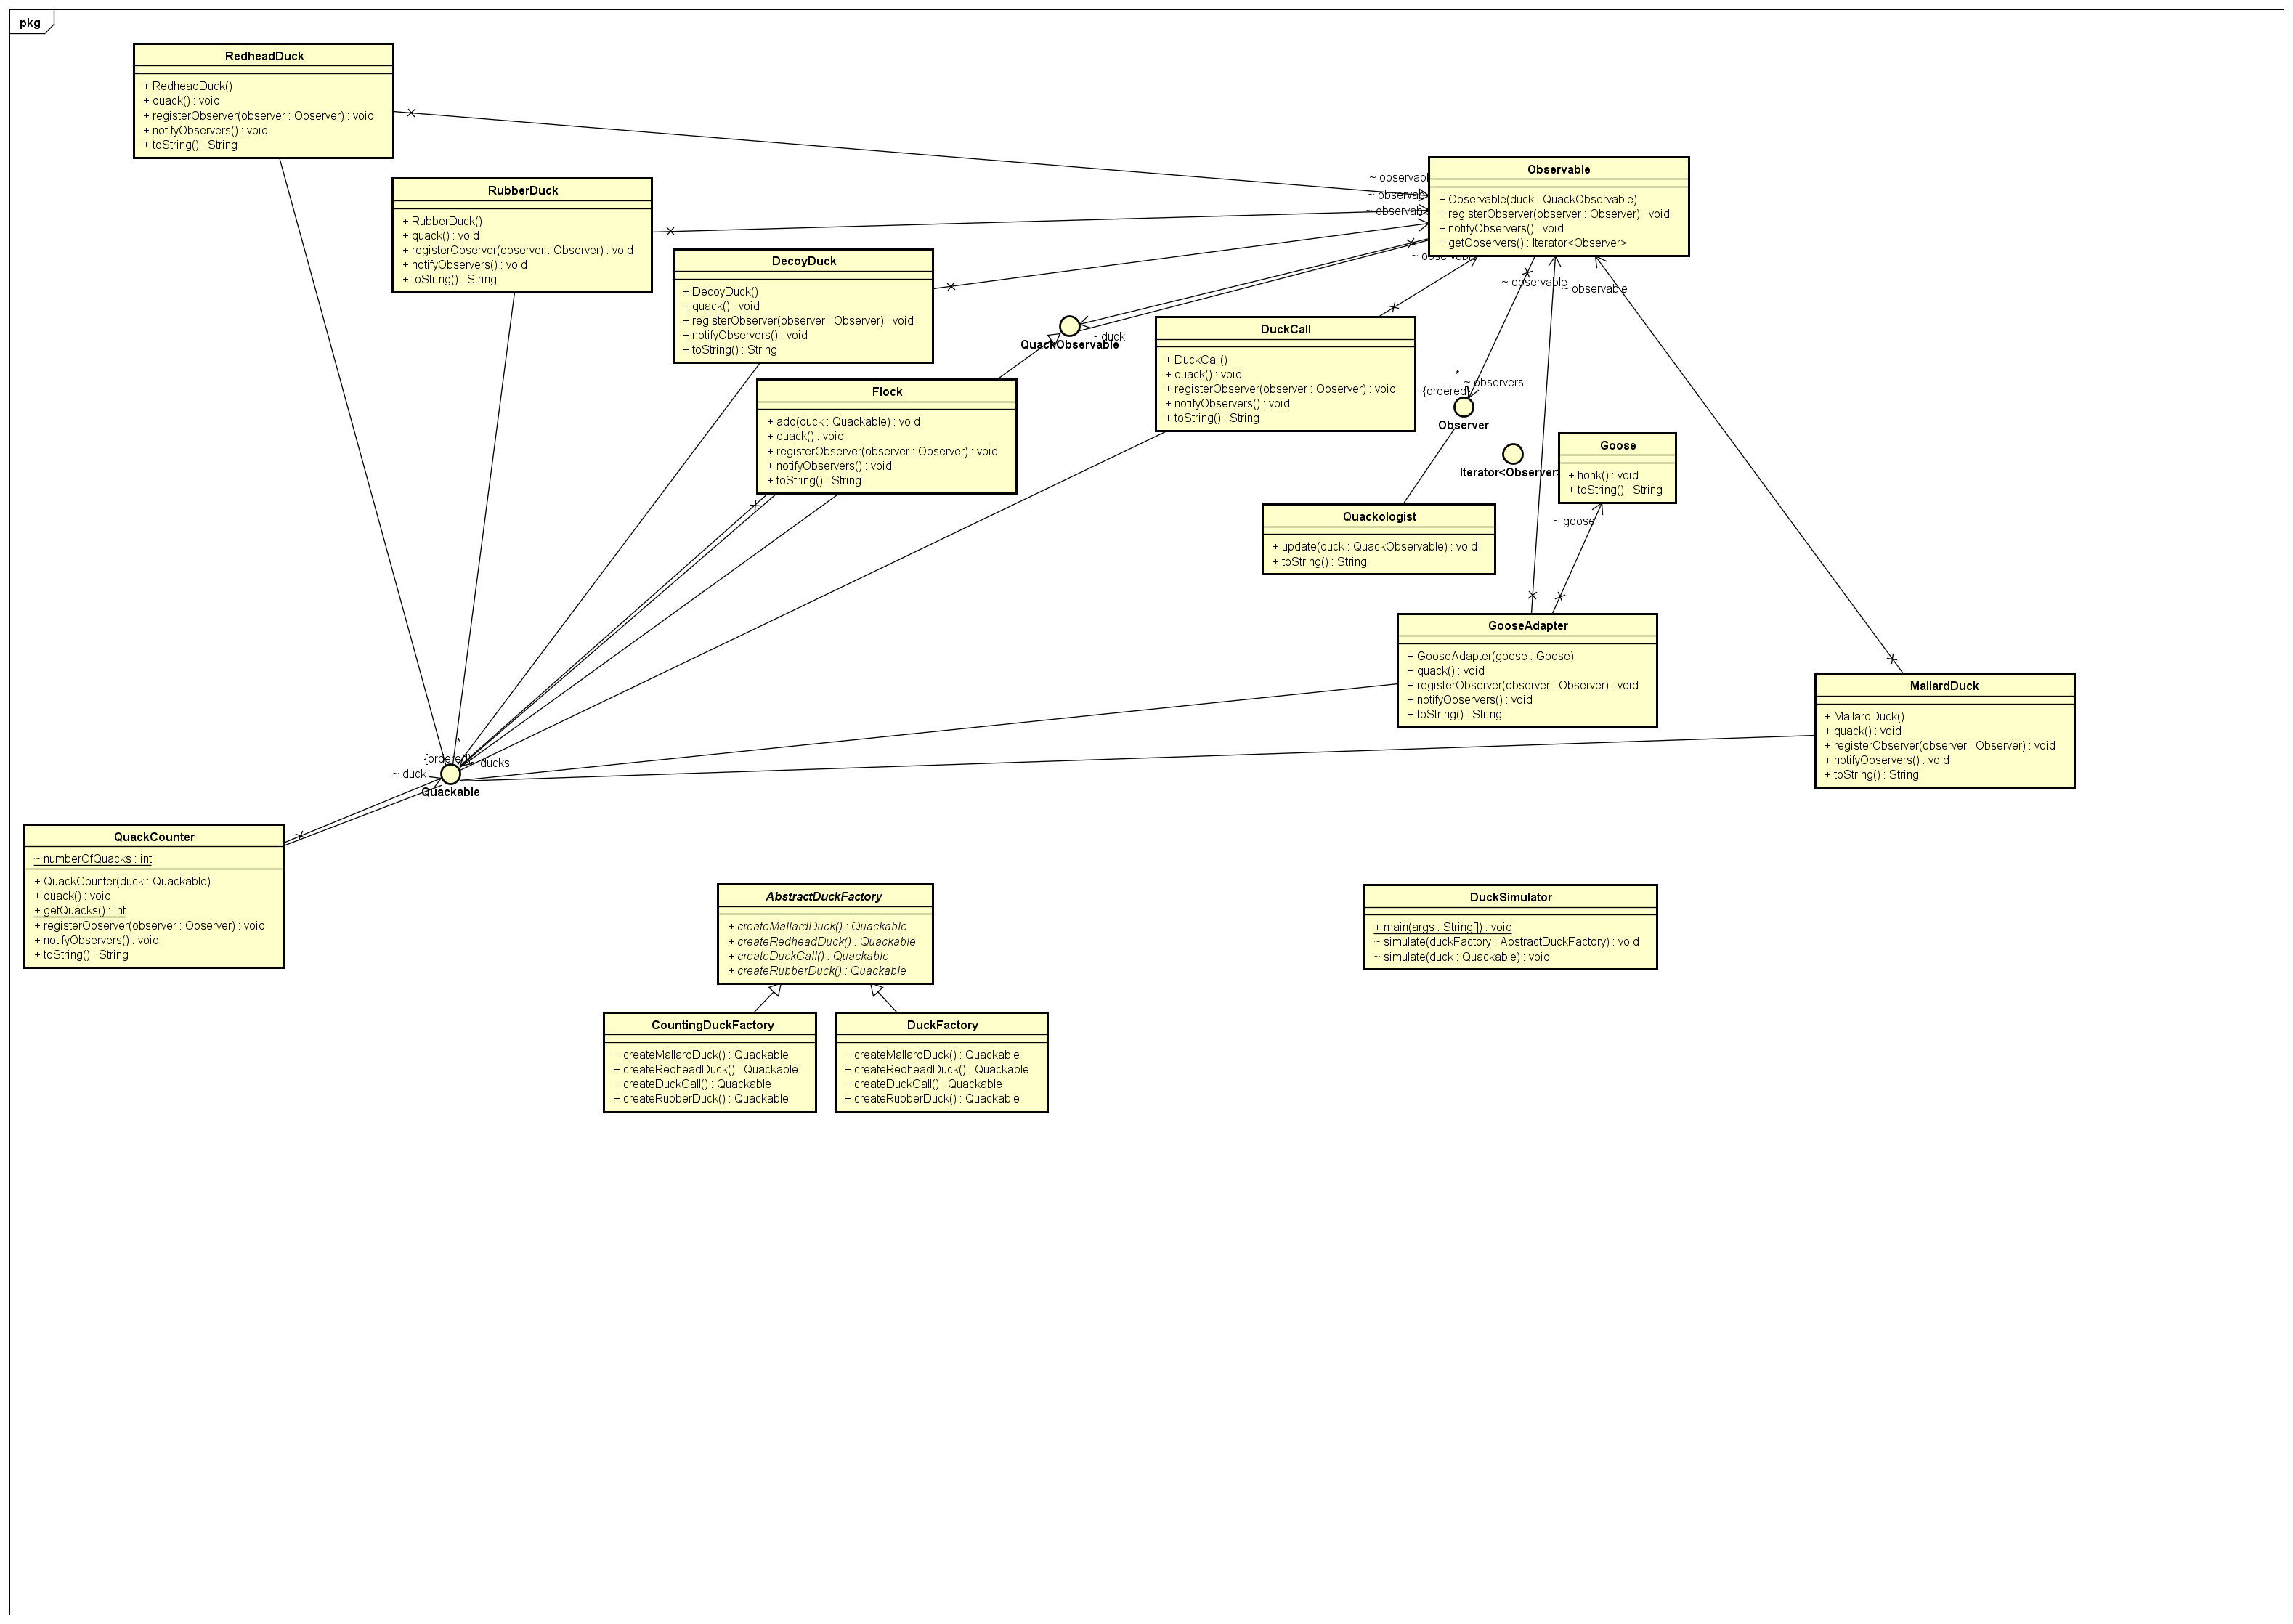 pkg
RedheadDuck
+ RedheadDuck()
+ quack() : void
+ registerObserver(observer : Observer) : void
+ notifyObservers() : void
+ toString() : String
RubberDuck
+ RubberDuck()
+ quack() : void
+ registerObserver(observer : Observer) : void
+ notifyObservers() : void
+ toString() : String
DecoyDuck
+ DecoyDuck()
+ quack() : void
+ registerObserver(observer : Observer) : void
+ notifyObservers() : void
+ toString() : String
Observable
+ Observable(duck : QuackObservable)
+ registerObserver(observer : Observer) : void
+ notifyObservers() : void
+ getObservers() : Iterator<Observer>
~ observabl
~ observabl
~ observable
~ observable
~ observable
~ observable
QuackObservable
~ duck
DuckCall
+ DuckCall()
+ quack() : void
+ registerObserver(observer : Observer) : void
+ notifyObservers() : void
+ toString() : String
Flock
+ add(duck : Quackable) : void
+ quack() : void
+ registerObserver(observer : Observer) : void
+ notifyObservers() : void
+ toString() : String
*
~ observers
{ordered}
Observer
Iterator<Observer>
Goose
+ honk() : void
+ toString() : String
~ goose
Quackologist
+ update(duck : QuackObservable) : void
+ toString() : String
GooseAdapter
+ GooseAdapter(goose : Goose)
+ quack() : void
+ registerObserver(observer : Observer) : void
+ notifyObservers() : void
+ toString() : String
MallardDuck
+ MallardDuck()
+ quack() : void
+ registerObserver(observer : Observer) : void
+ notifyObservers() : void
+ toString() : String
*
{ordered}
~ ducks
~ duck
Quackable
QuackCounter
~ numberOfQuacks : int
+ QuackCounter(duck : Quackable)
+ quack() : void
+ getQuacks() : int
+ registerObserver(observer : Observer) : void
+ notifyObservers() : void
+ toString() : String
AbstractDuckFactory
+ createMallardDuck() : Quackable
+ createRedheadDuck() : Quackable
+ createDuckCall() : Quackable
+ createRubberDuck() : Quackable
DuckSimulator
+ main(args : String[]) : void
~ simulate(duckFactory : AbstractDuckFactory) : void
~ simulate(duck : Quackable) : void
CountingDuckFactory
+ createMallardDuck() : Quackable
+ createRedheadDuck() : Quackable
+ createDuckCall() : Quackable
+ createRubberDuck() : Quackable
DuckFactory
+ createMallardDuck() : Quackable
+ createRedheadDuck() : Quackable
+ createDuckCall() : Quackable
+ createRubberDuck() : Quackable